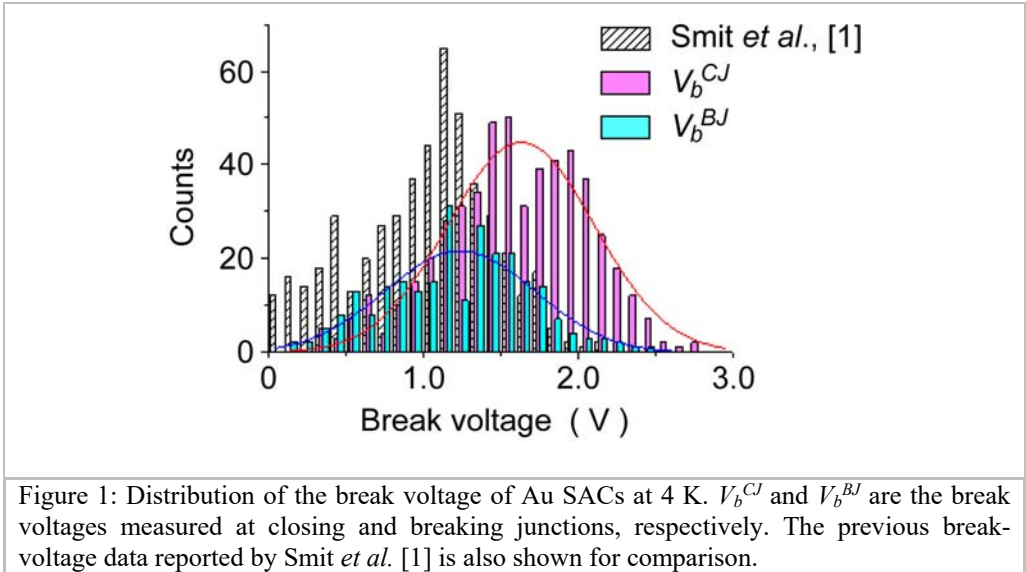 Smit et al., [1]
V_b^{CJ}
V_b^{BJ}
60
40
20
0
Counts
0 1.0 2.0 3.0
Break voltage ( V )
Figure 1: Distribution of the break voltage of Au SACs at 4 K. V_b^{CJ} and V_b^{BJ} are the break
voltages measured at closing and breaking junctions, respectively. The previous break-
voltage data reported by Smit et al. [1] is also shown for comparison.